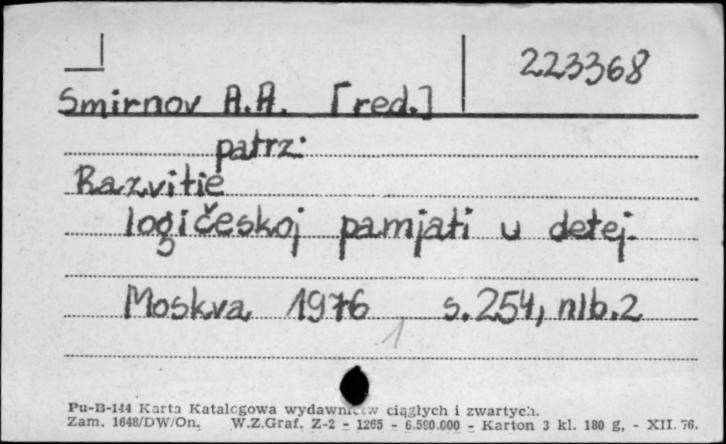 223368
Smirnov A.A. [red.]
patrz:
Razvitie
logičeskoj pamjati u detej.
Moskva 1976 s.254, nlb.2
1
Pu-B-144 Karta Katalogowa wydawnictw ciągłych i zwartych.
Zam. 1648/DW/On. W.Z.Graf. Z-2 - 1265 - 6.590.000 - Karton 3 kl. 180 g, - XII. 76.